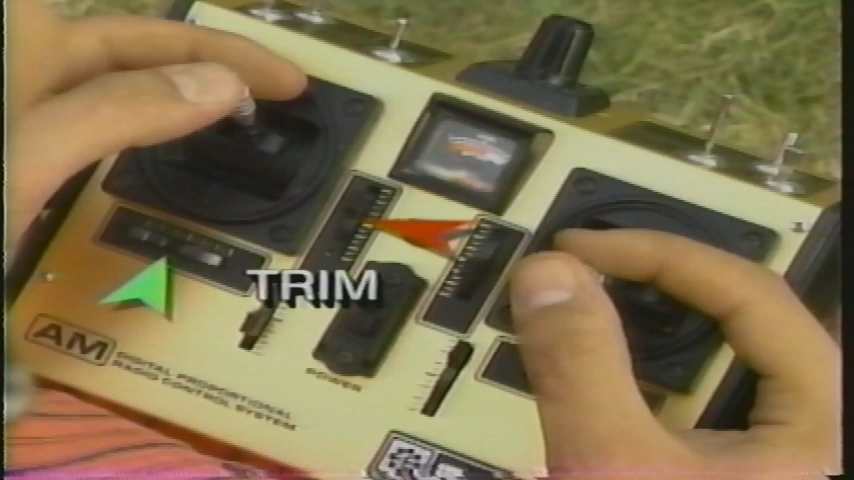 TRIM
POWER
AM
DIGITAL PROPORTIONAL
RADIO CONTROL SYSTEM